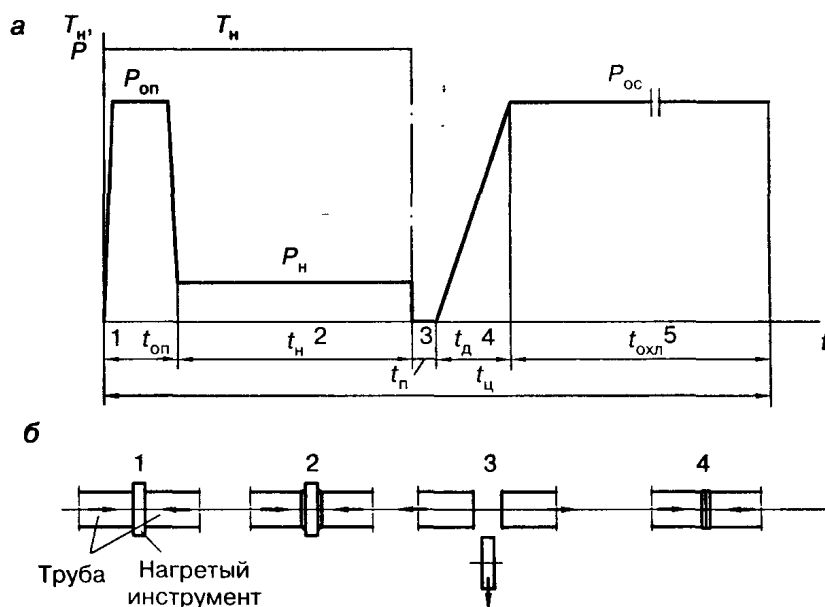 а
Tн, P
Tн
Pоп
Pос
Pн
1 tоп tн 2 3 tд 4 tохл 5 t
tп tц
б
1 2 3 4
Труба Нагретый инструмент